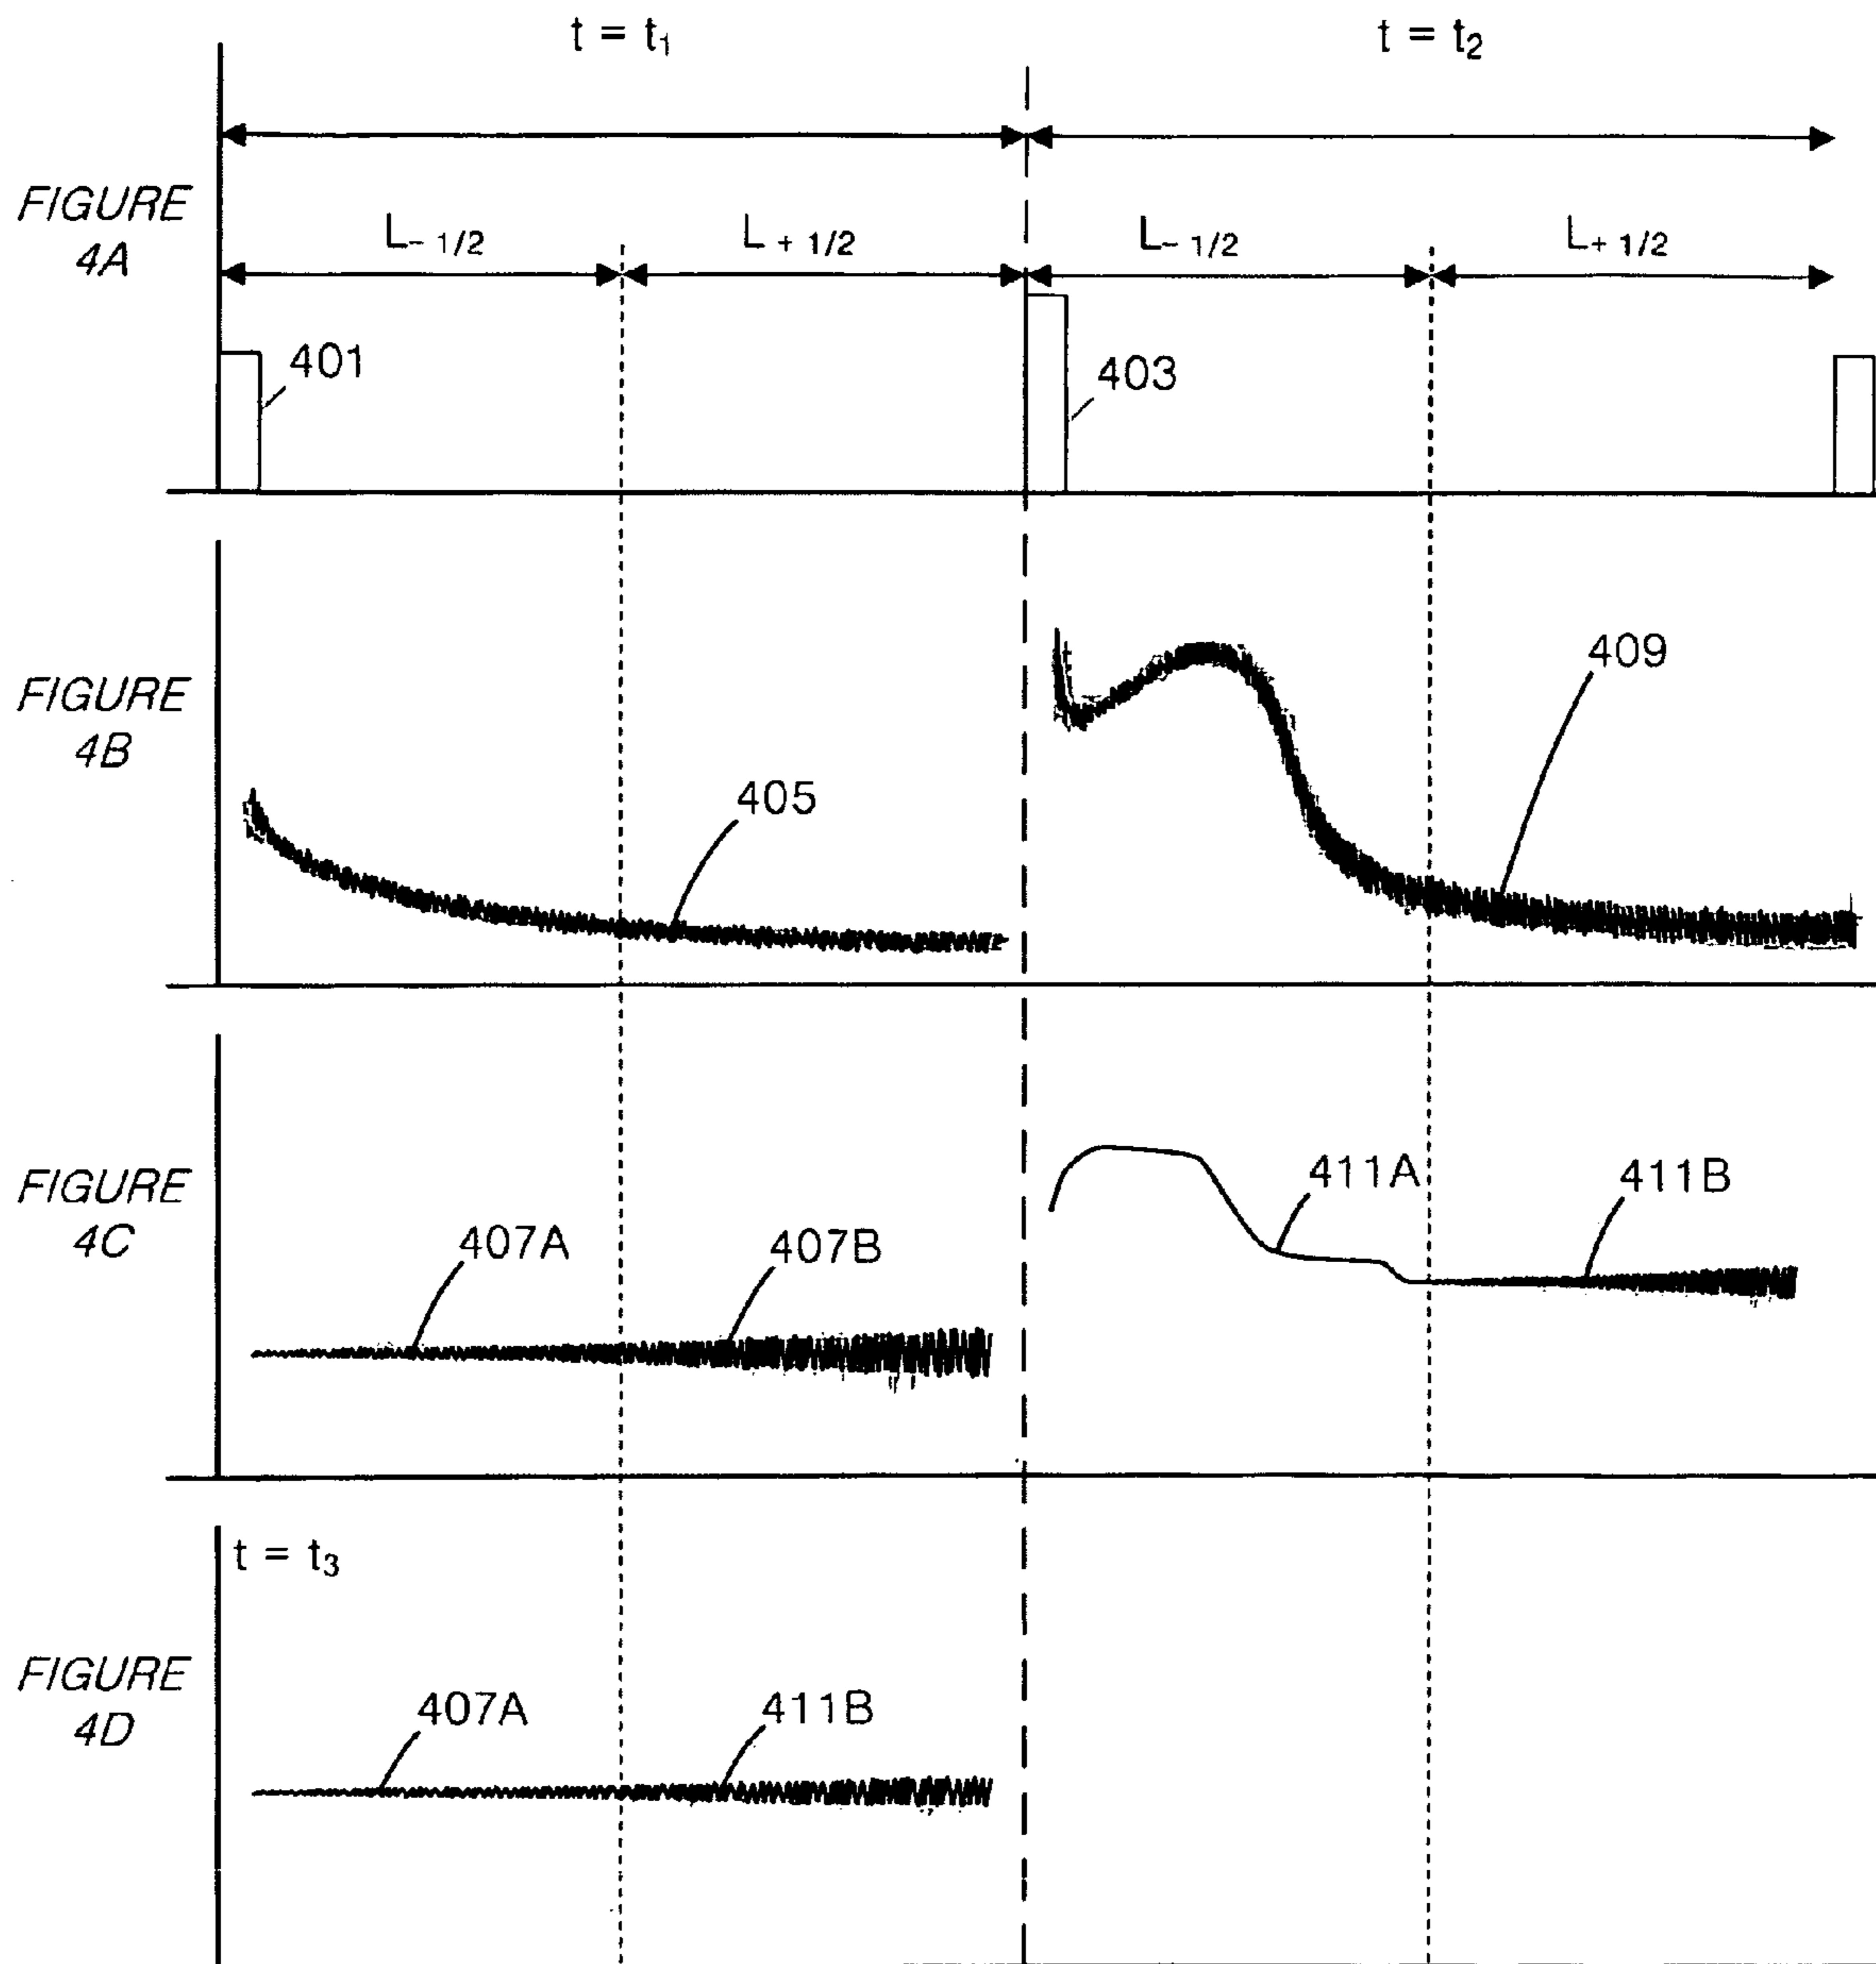 t = t₁
t = t₂
FIGURE
4A
L₋ ₁/₂
L ₊ ₁/₂
L₋ ₁/₂
L₊ ₁/₂
401
403
FIGURE
4B
405
409
FIGURE
4C
407A
407B
411A
411B
t = t₃
FIGURE
4D
407A
411B